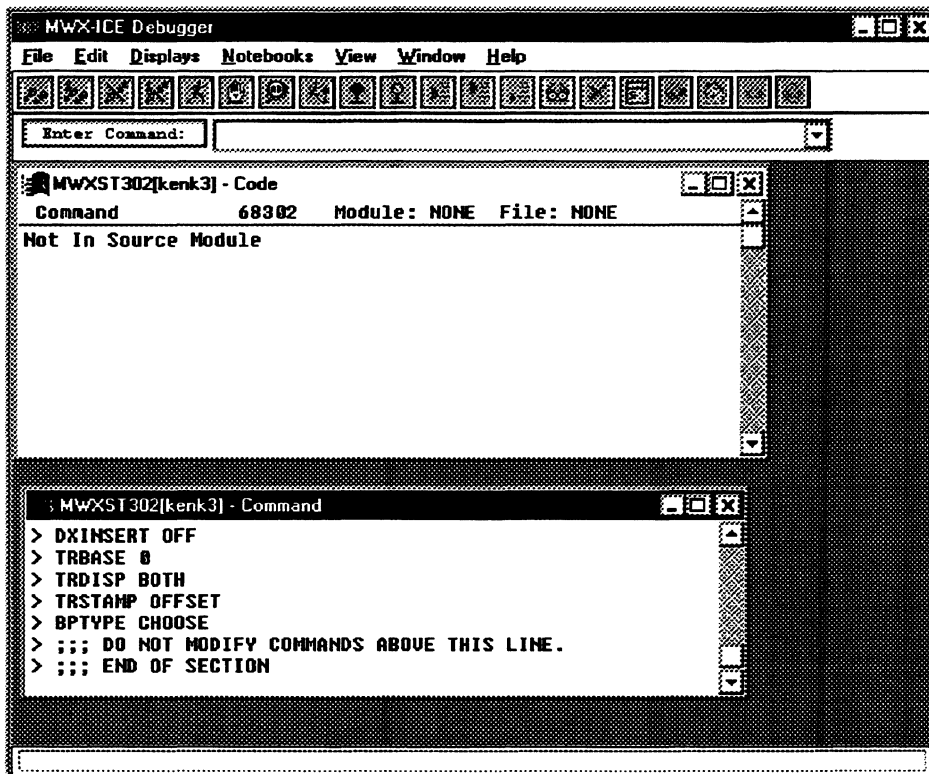 MWX-ICE Debugger
File Edit Displays Notebooks View Window Help
Enter Command:
MWXST302[kenk3] - Code
Command 68302 Module: NONE File: NONE
Not In Source Module
MWXST302[kenk3] - Command
> DXINSERT OFF
> TRBASE 0
> TRDISP BOTH
> TRSTAMP OFFSET
> BPTYPE CHOOSE
> ;;; DO NOT MODIFY COMMANDS ABOVE THIS LINE.
> ;;; END OF SECTION